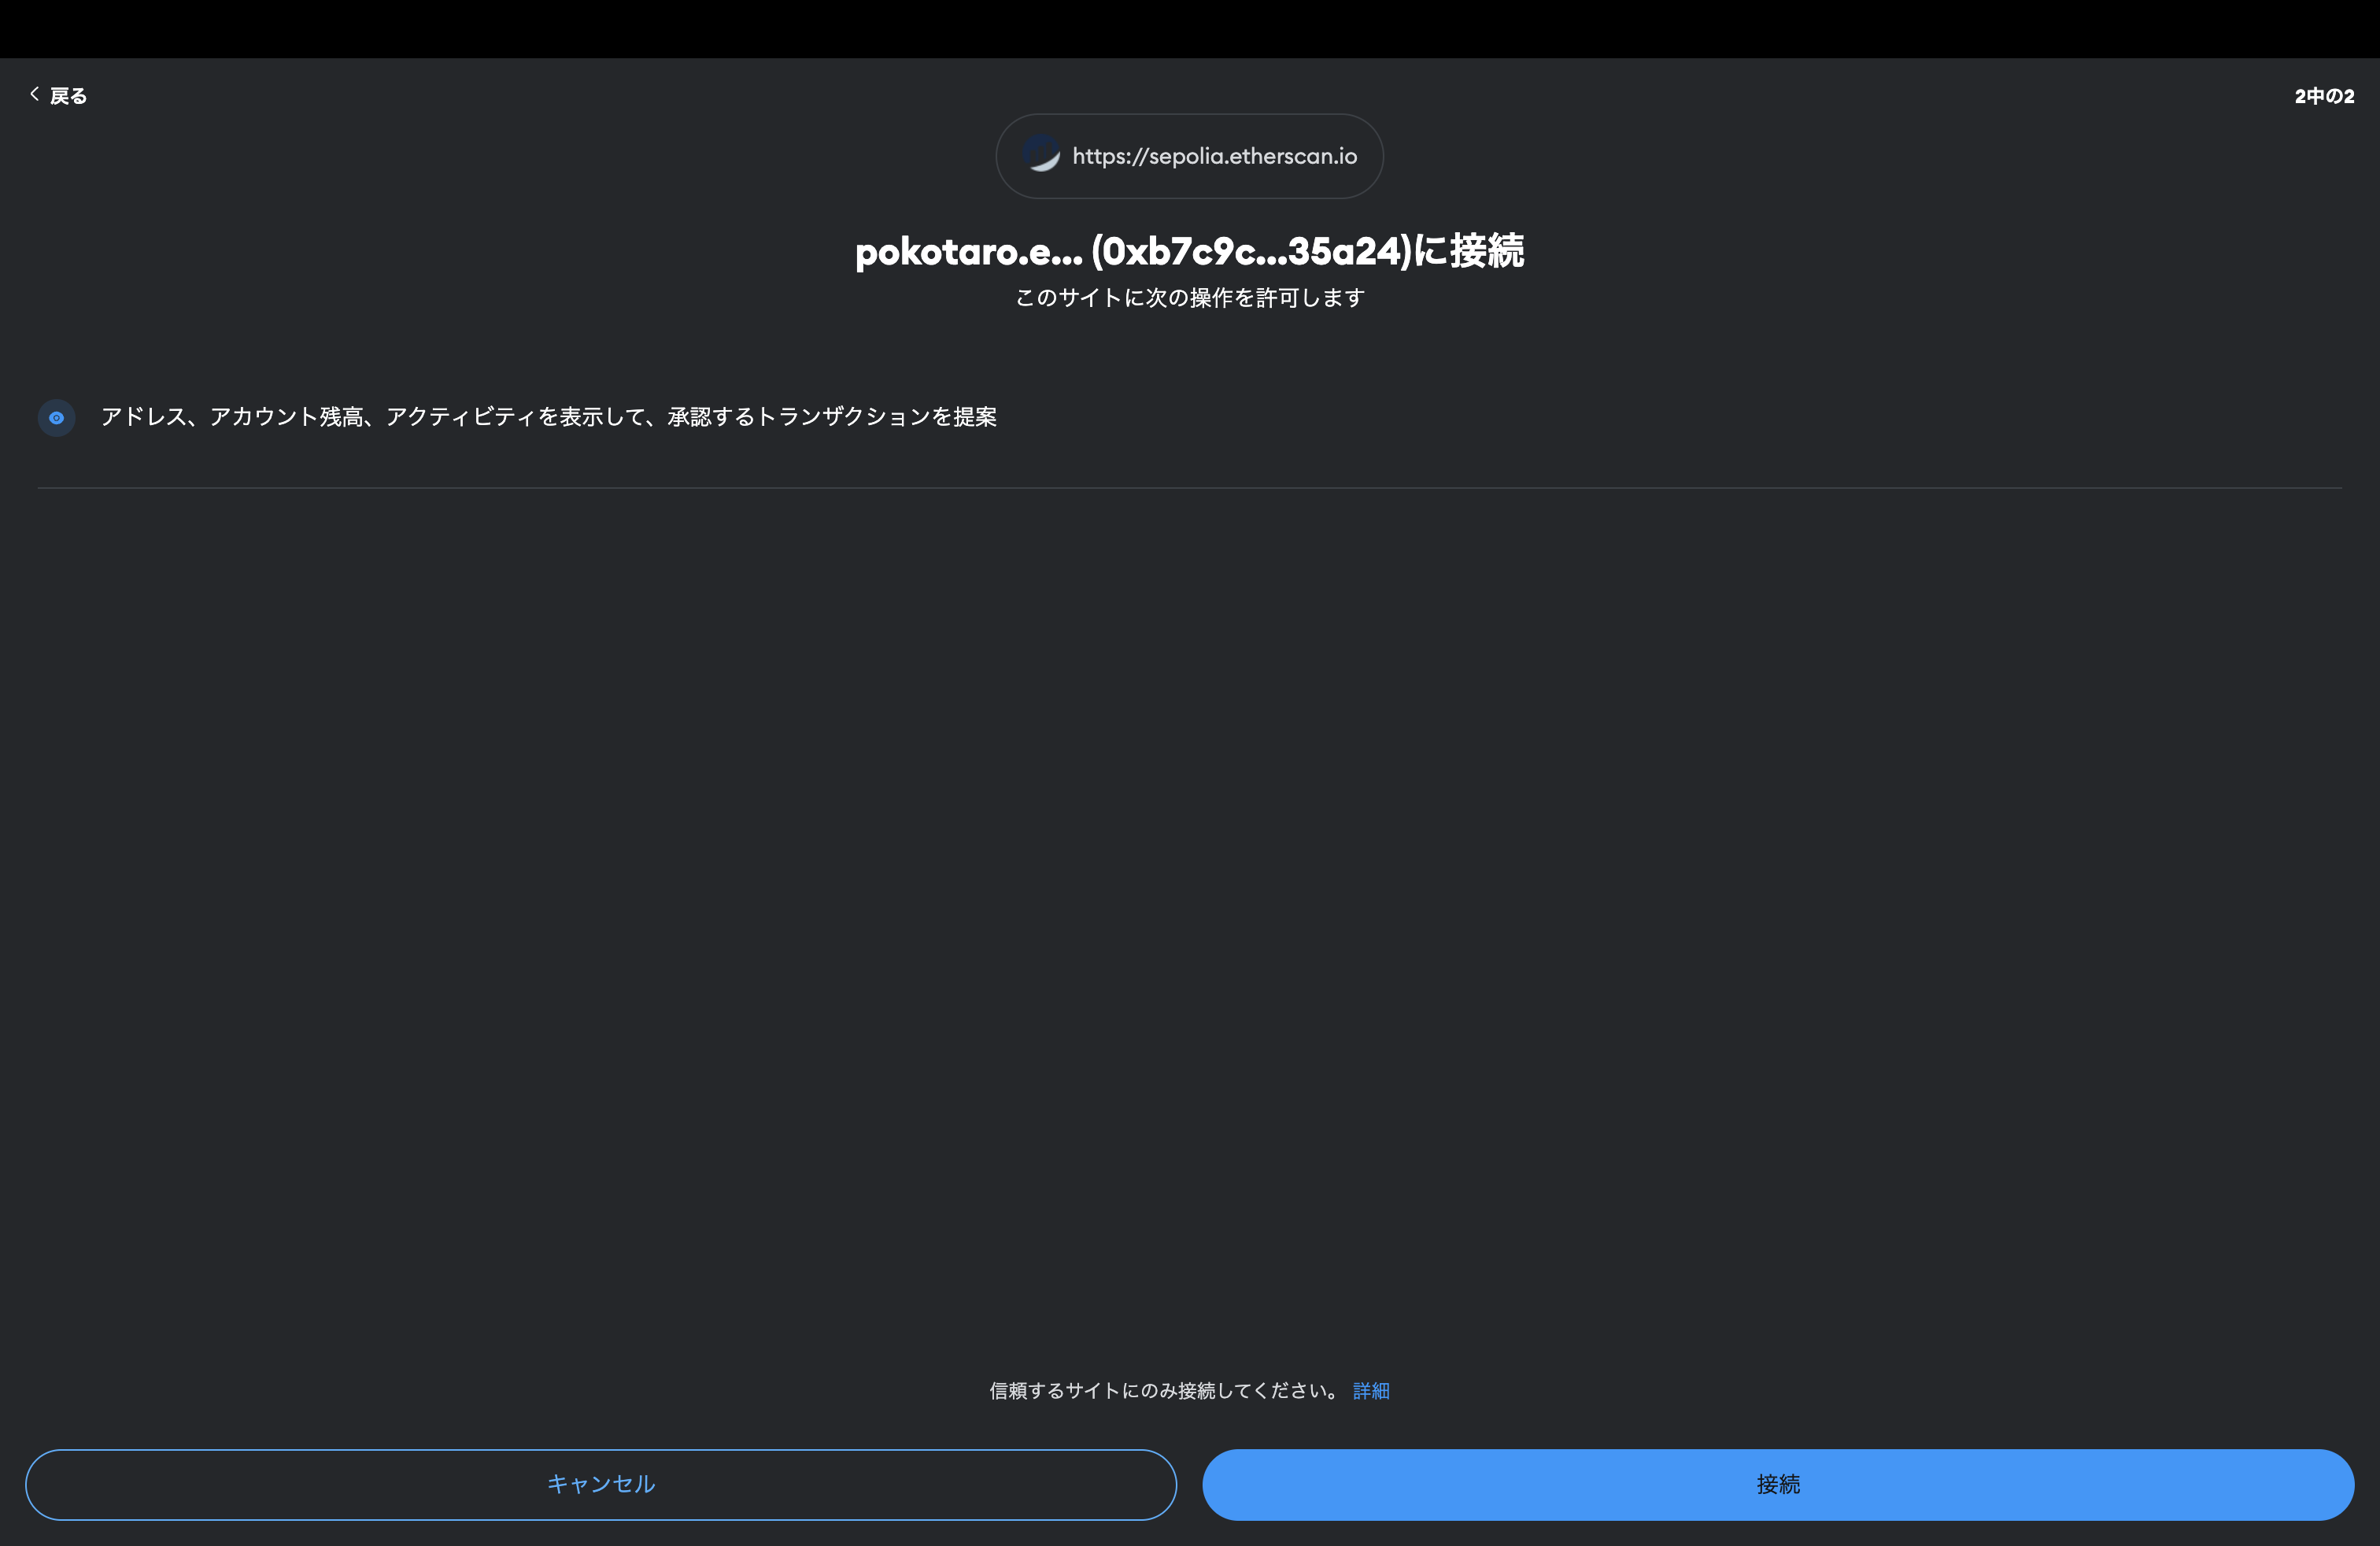 戻る
2中の2
https://sepolia.etherscan.io
pokotaro.e... (0xb7c9c...35a24)に接続
このサイトに次の操作を許可します
アドレス、アカウント残高、アクティビティを表示して、承認するトランザクションを提案
信頼するサイトにのみ接続してください。 詳細
キャンセル
接続